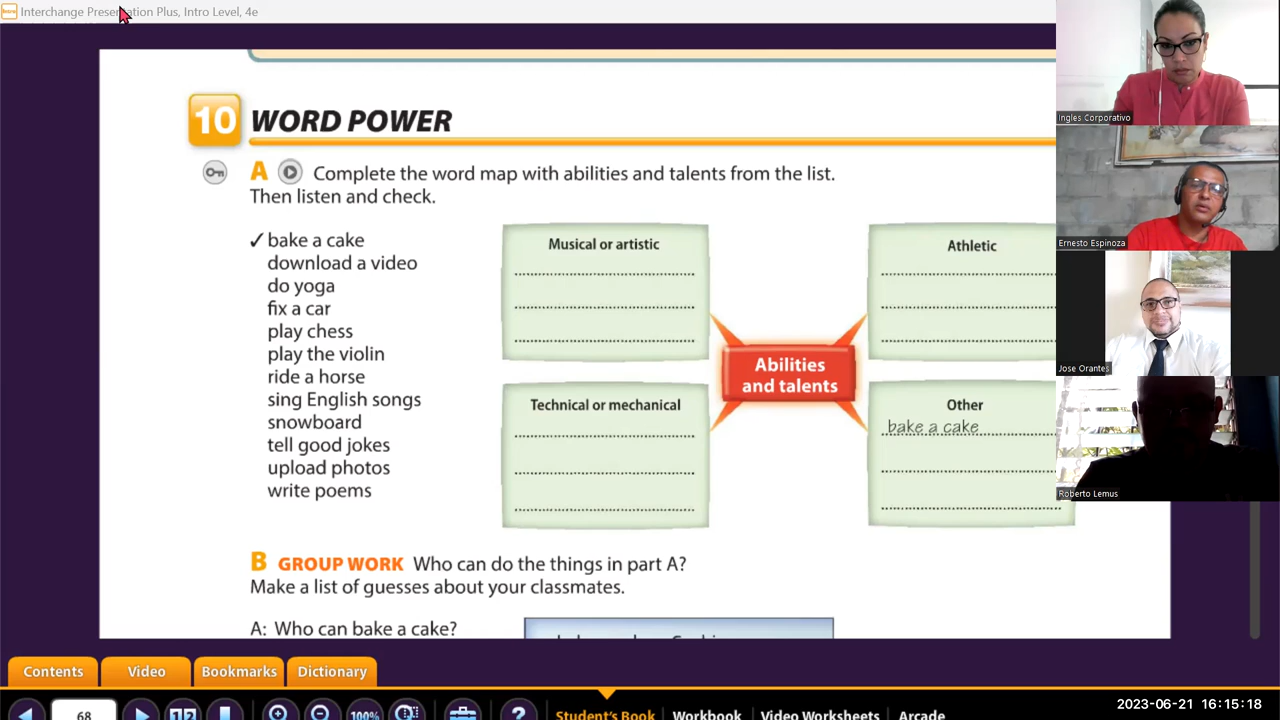 Interchange Presentation Plus, Intro Level, 4e
10 WORD POWER
A Complete the word map with abilities and talents from the list.
Then listen and check.
✓ bake a cake
download a video
do yoga
fix a car
play chess
play the violin
ride a horse
sing English songs
snowboard
tell good jokes
upload photos
write poems
Musical or artistic
Athletic
Abilities
and talents
Technical or mechanical
Other
bake a cake
B GROUP WORK Who can do the things in part A?
Make a list of guesses about your classmates.
A: Who can bake a cake?
Ingles Corporativo
Ernesto Espinoza
Jose Orantes
Roberto Lemus
Contents
Video
Bookmarks
Dictionary
68
100%
Student's Book
Workbook
Video Worksheets
Arcade
2023-06-21 16:15:18